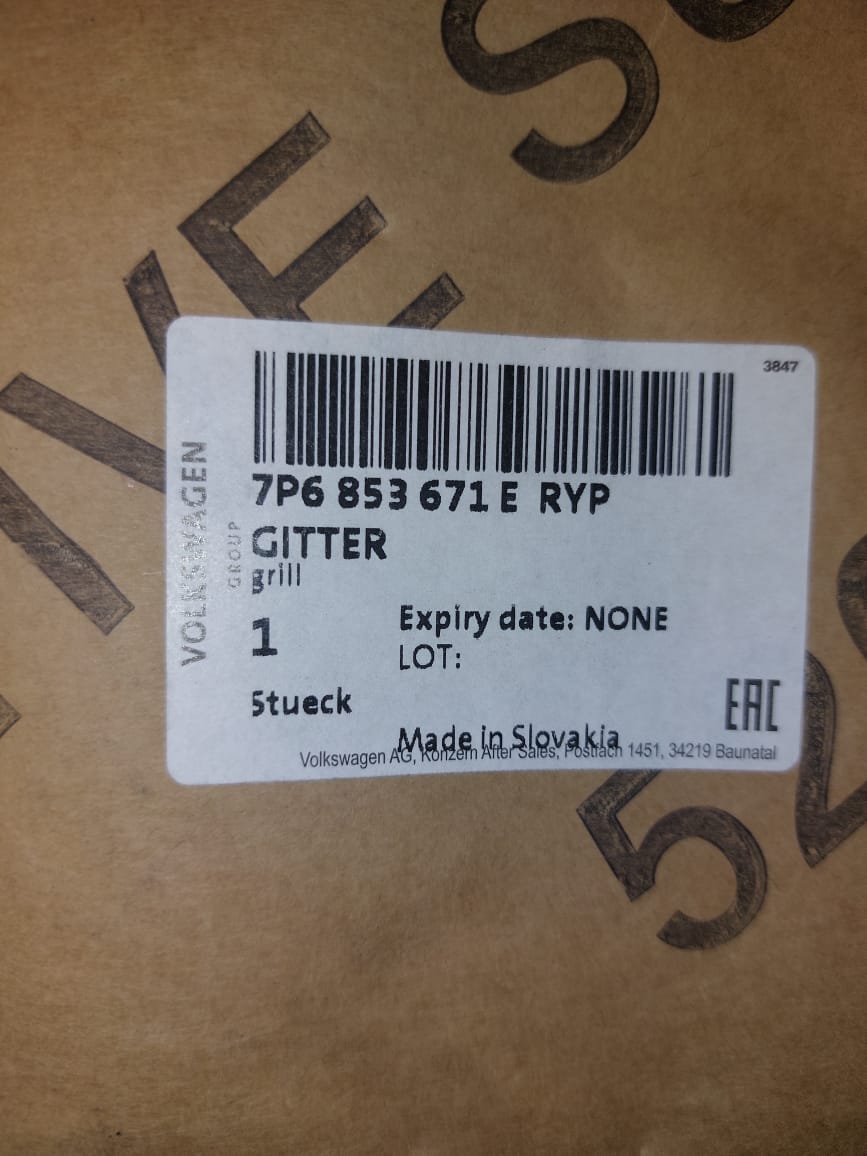 3847
7P6 853 671 E RYP
GITTER
grill
VOLKSWAGEN
GROUP
1
Expiry date: NONE
LOT:
Stueck
EAC
Made in Slovakia
Volkswagen AG, Konzern After Sales, Postfach 1451, 34219 Baunatal